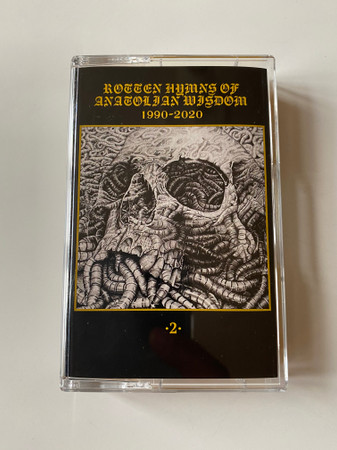 ROTTEN HYMNS OF
ANATOLIAN WISDOM
1990-2020
·2·